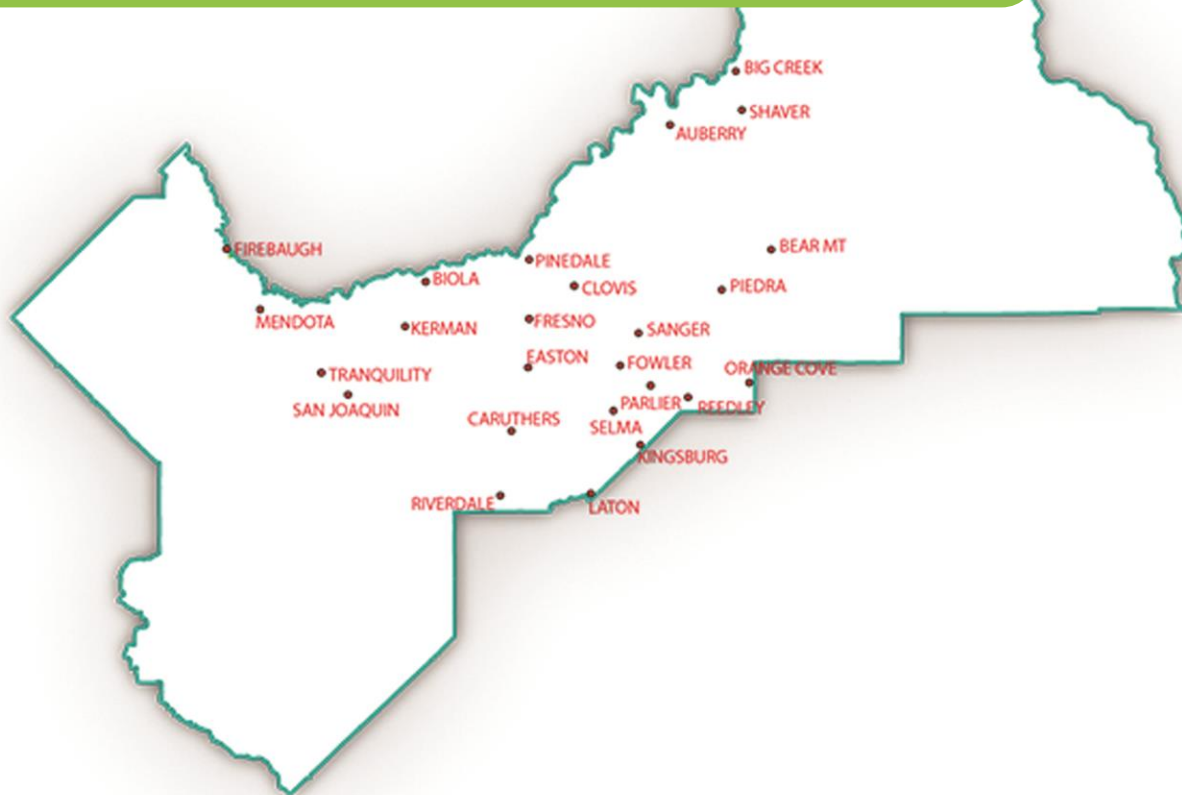 BIG CREEK
SHAVER
AUBERRY
FIREBAUGH
BEAR MT
PINEDALE
BIOLA
CLOVIS
PIEDRA
MENDOTA
KERMAN
FRESNO
SANGER
EASTON
FOWLER
ORANGE COVE
TRANQUILITY
SAN JOAQUIN
PARLIER
REEDLEY
CARUTHERS
SELMA
KINGSBURG
RIVERDALE
LATON